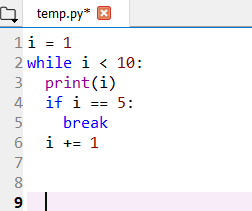 temp.py*
1 i = 1
2 while i < 10:
3   print(i)
4   if i == 5:
5     break
6   i += 1
7
8
9